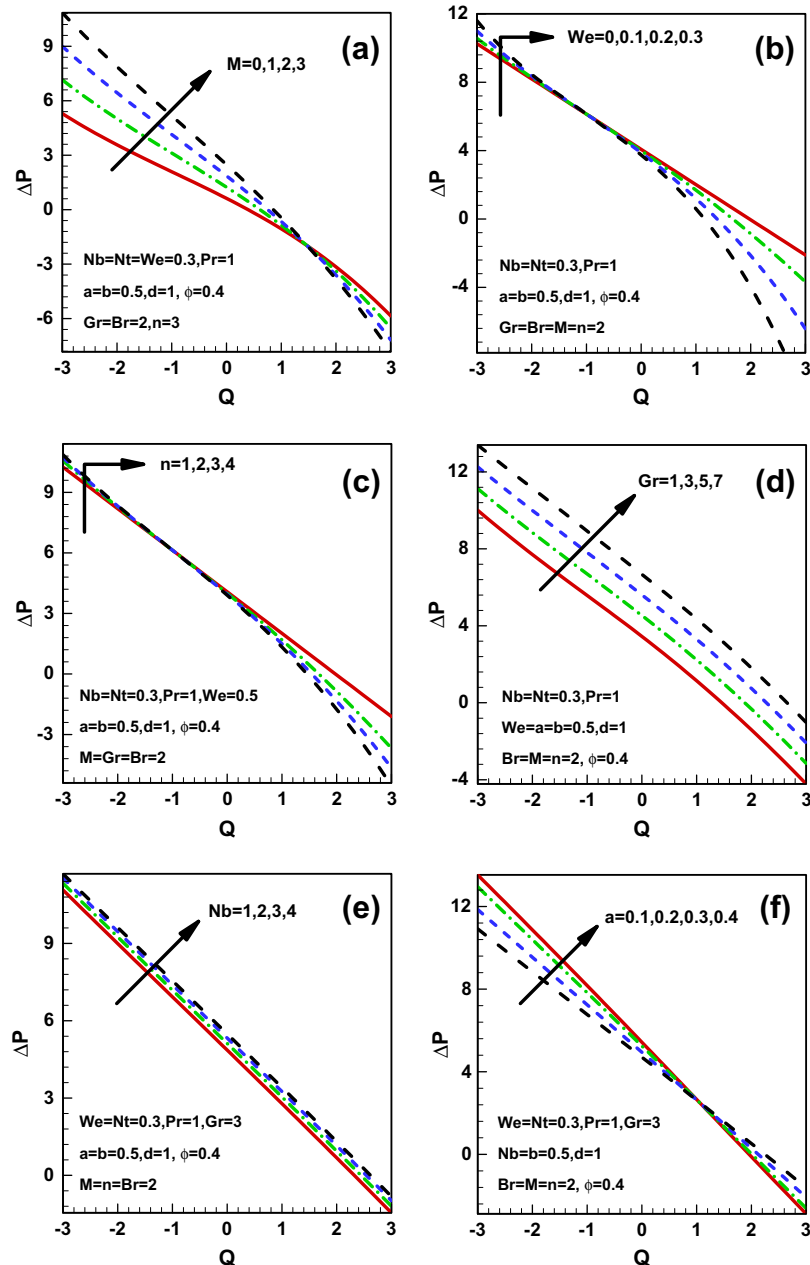 (a)
M=0,1,2,3
ΔP
9
6
3
0
-3
-6
Nb=Nt=We=0.3,Pr=1
a=b=0.5,d=1, ϕ=0.4
Gr=Br=2,n=3
-3 -2 -1 0 1 2 3
Q
(b)
We=0,0.1,0.2,0.3
ΔP
12
8
4
0
-4
Nb=Nt=0.3,Pr=1
a=b=0.5,d=1, ϕ=0.4
Gr=Br=M=n=2
-3 -2 -1 0 1 2 3
Q
(c)
n=1,2,3,4
ΔP
9
6
3
0
-3
Nb=Nt=0.3,Pr=1,We=0.5
a=b=0.5,d=1, ϕ=0.4
M=Gr=Br=2
-3 -2 -1 0 1 2 3
Q
(d)
Gr=1,3,5,7
ΔP
12
8
4
0
-4
Nb=Nt=0.3,Pr=1
We=a=b=0.5,d=1
Br=M=n=2, ϕ=0.4
-3 -2 -1 0 1 2 3
Q
(e)
Nb=1,2,3,4
ΔP
9
6
3
0
We=Nt=0.3,Pr=1,Gr=3
a=b=0.5,d=1, ϕ=0.4
M=n=Br=2
-3 -2 -1 0 1 2 3
Q
(f)
a=0.1,0.2,0.3,0.4
ΔP
12
8
4
0
We=Nt=0.3,Pr=1,Gr=3
Nb=b=0.5,d=1
Br=M=n=2, ϕ=0.4
-3 -2 -1 0 1 2 3
Q